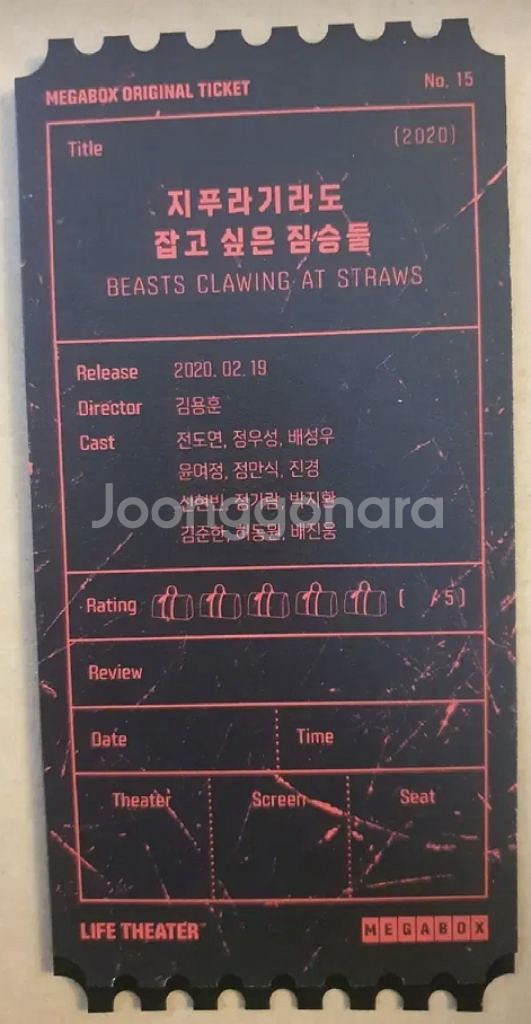 MEGABOX ORIGINAL TICKET
No. 15
Title
(2020)
지푸라기라도
잡고 싶은 짐승들
BEASTS CLAWING AT STRAWS
Release 2020. 02. 19
Director 김용훈
Cast 전도연, 정우성, 배성우
윤여정, 정만식, 진경
신현빈, 정가람, 박지환
김준한, 허동원, 배진웅
Joonggonara
Rating ( /5)
Review
Date
Time
Theater
Screen
Seat
LIFE THEATER™
MEGABOX